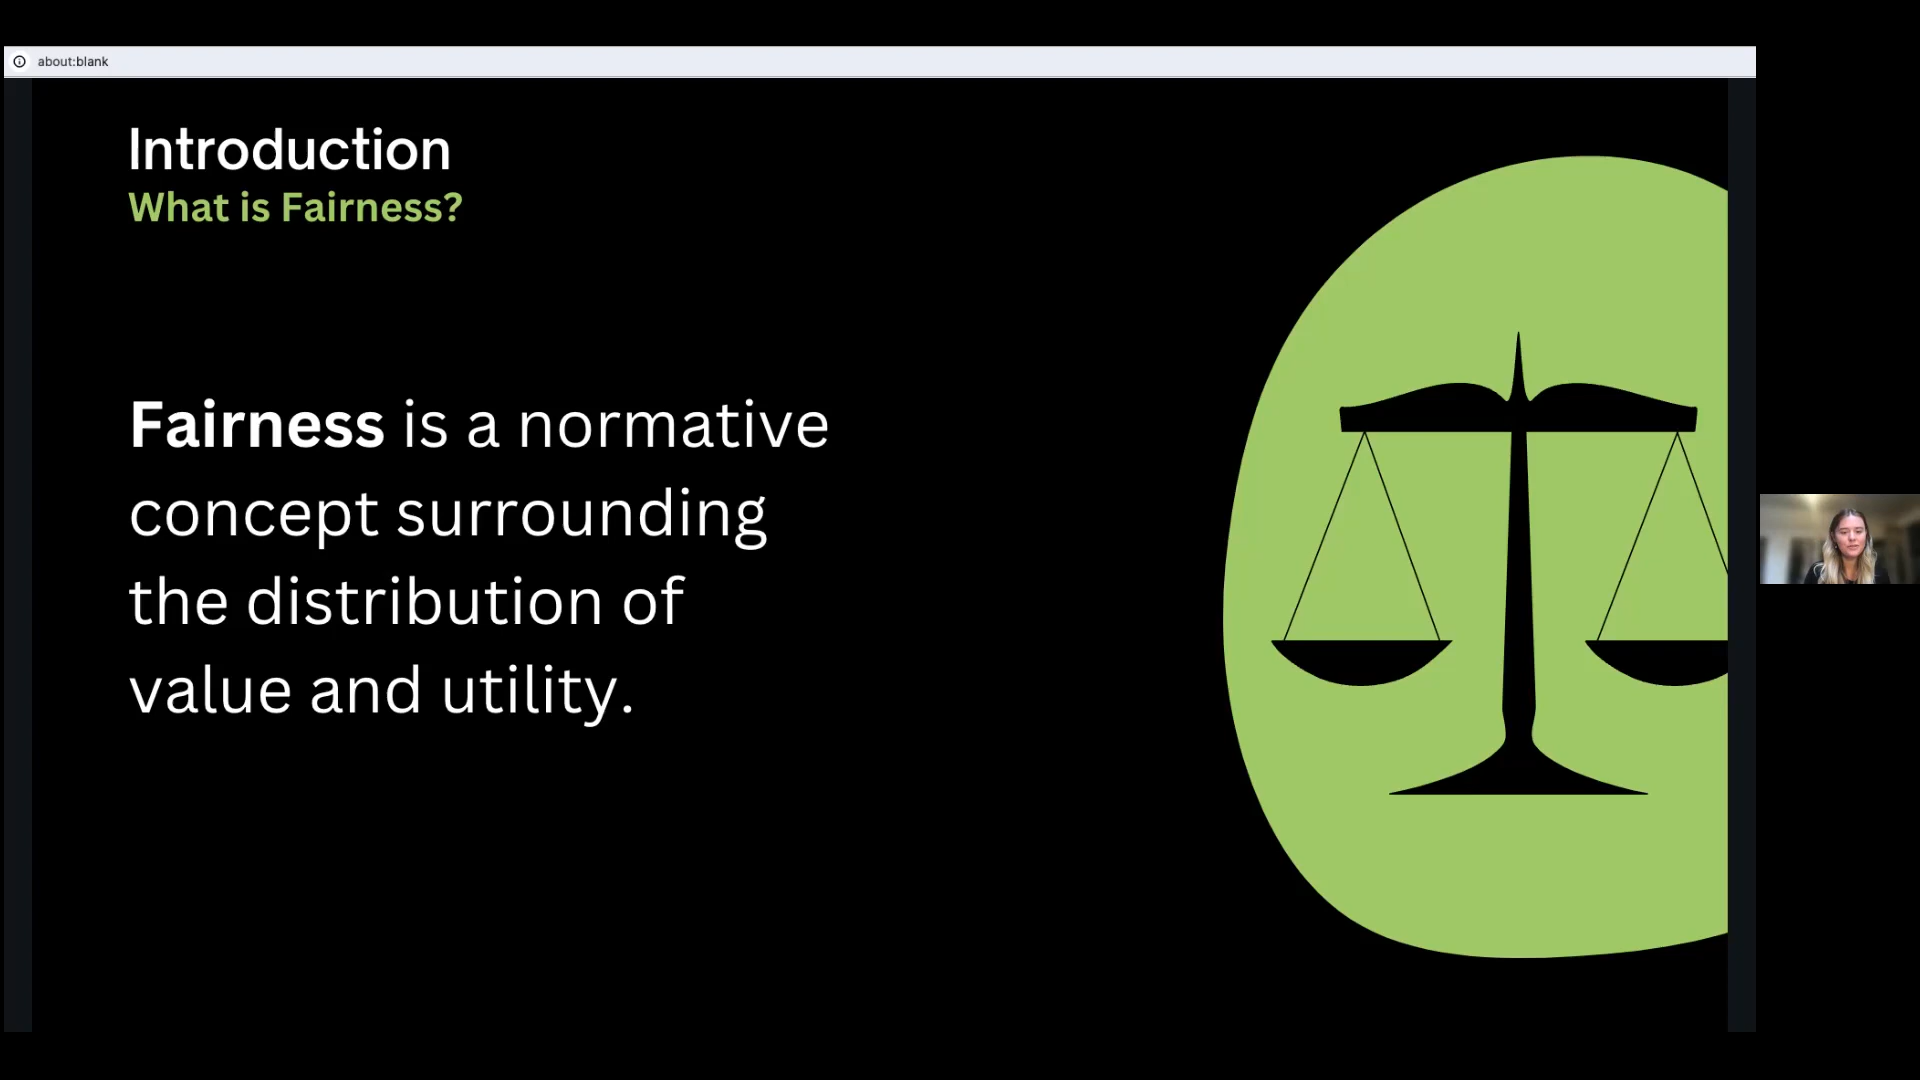 about:blank
Introduction
What is Fairness?
Fairness is a normative
concept surrounding
the distribution of
value and utility.